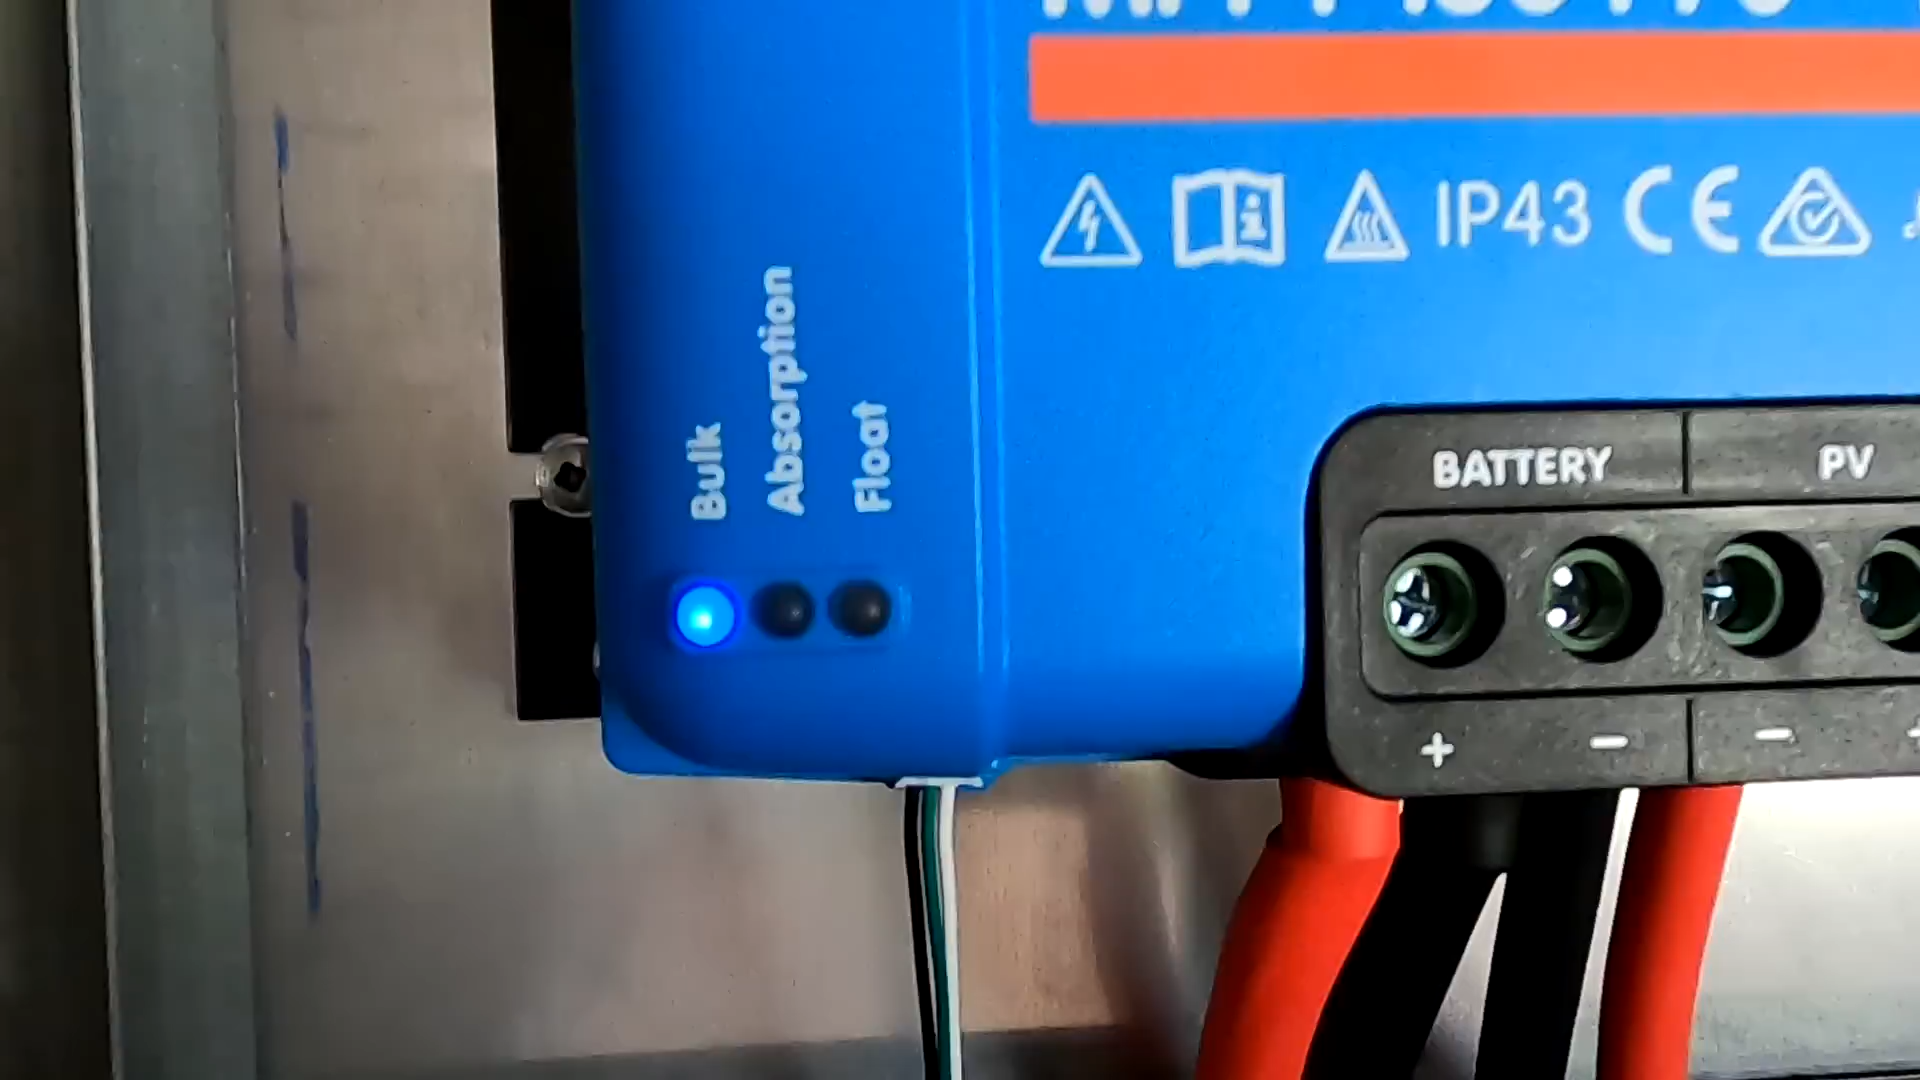 IP43 CE
Bulk
Absorption
Float
BATTERY PV
+ - -